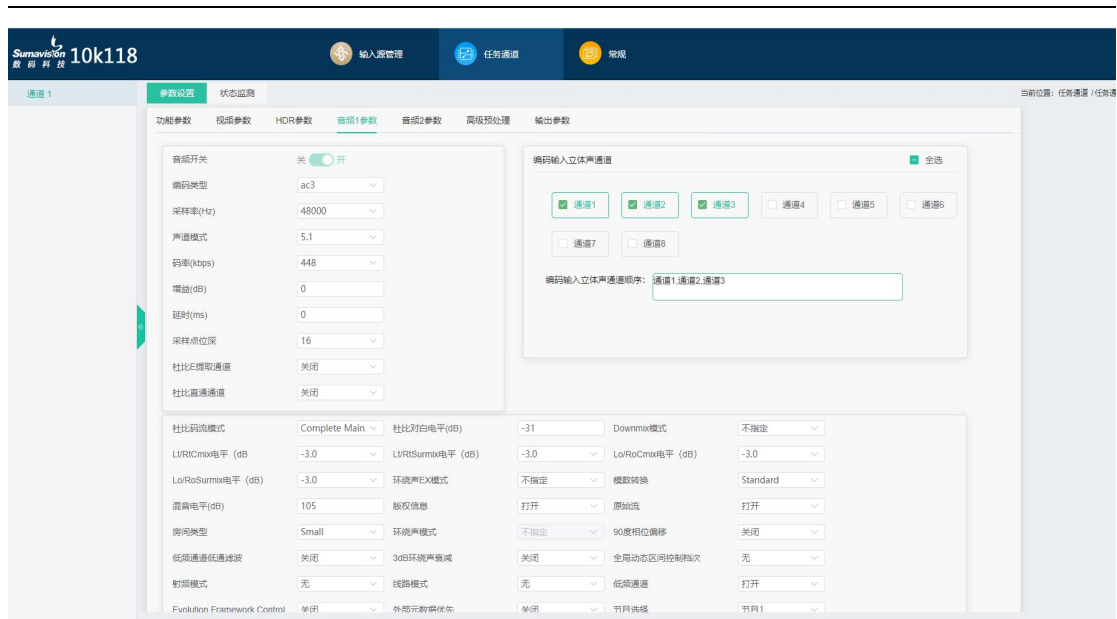 Sumavision 数码科技 10k118 输入源管理 任务通道 常规
通道 1 参数设置 状态监测 当前位置：任务通道 /任务通
功能参数 视频参数 HDR参数 音频1参数 音频2参数 高级预处理 输出参数
音频开关 关 开
编码类型 ac3
采样率(Hz) 48000
声道模式 5.1
码率(kbps) 448
增益(dB) 0
延时(ms) 0
采样点位深 16
杜比E提取通道 关闭
杜比直通通道 关闭
编码输入立体声通道 全选
通道1 通道2 通道3 通道4 通道5 通道6
通道7 通道8
编码输入立体声通道顺序： 通道1,通道2,通道3
杜比码流模式 Complete Main 杜比对白电平(dB) -31 Downmix模式 不指定
Lt/RtCmix电平（dB -3.0 Lt/RtSurmix电平（dB) -3.0 Lo/RoCmix电平（dB) -3.0
Lo/RoSurmix电平（dB) -3.0 环绕声EX模式 不指定 模数转换 Standard
混音电平(dB) 105 版权信息 打开 原始流 打开
房间类型 Small 环绕声模式 不指定 90度相位偏移 关闭
低频通道低通滤波 关闭 3dB环绕声衰减 关闭 全局动态区间控制档次 无
射频模式 无 线路模式 无 低频通道 打开
Evolution Framework Control 关闭 外部元数据优先 关闭 节目选择 节目1